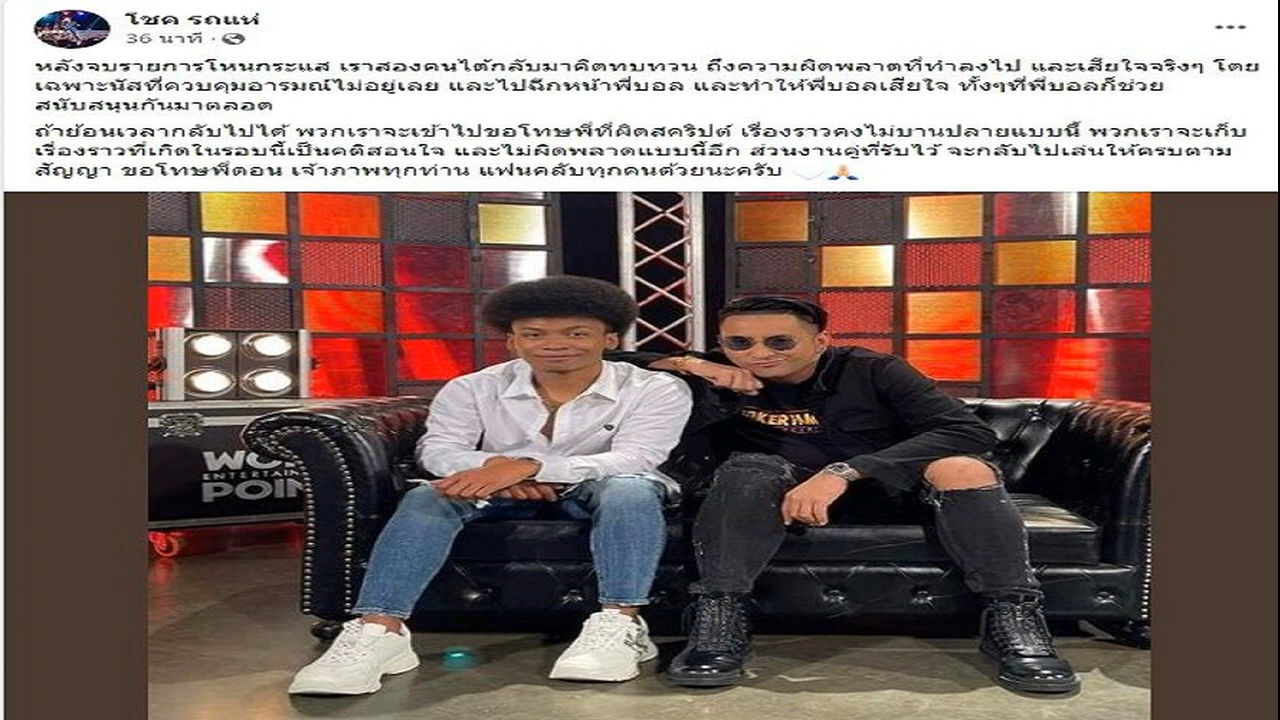 โชค รถแห่
36 นาที ·
หลังจบรายการโหนกระแส เราสองคนได้กลับมาคิดทบทวน ถึงความผิดพลาดที่ทำลงไป และเสียใจจริงๆ โดย
เฉพาะนัสที่ควบคุมอารมณ์ไม่อยู่เลย และไปฉีกหน้าพี่บอล และทำให้พี่บอลเสียใจ ทั้งๆที่พี่บอลก็ช่วย
สนับสนุนกันมาตลอด
ถ้าย้อนเวลากลับไปได้ พวกเราจะเข้าไปขอโทษพี่ที่ผิดสคริปต์ เรื่องราวคงไม่บานปลายแบบนี้ พวกเราจะเก็บ
เรื่องราวที่เกิดในรอบนี้เป็นคติสอนใจ และไม่ผิดพลาดแบบนี้อีก ส่วนงานคู่ที่รับไว้ จะกลับไปเล่นให้ครบตาม
สัญญา ขอโทษพี่ดอน เจ้าภาพทุกท่าน แฟนคลับทุกคนด้วยนะครับ 🤍🙏🏻
ENTERTAIN
POIN